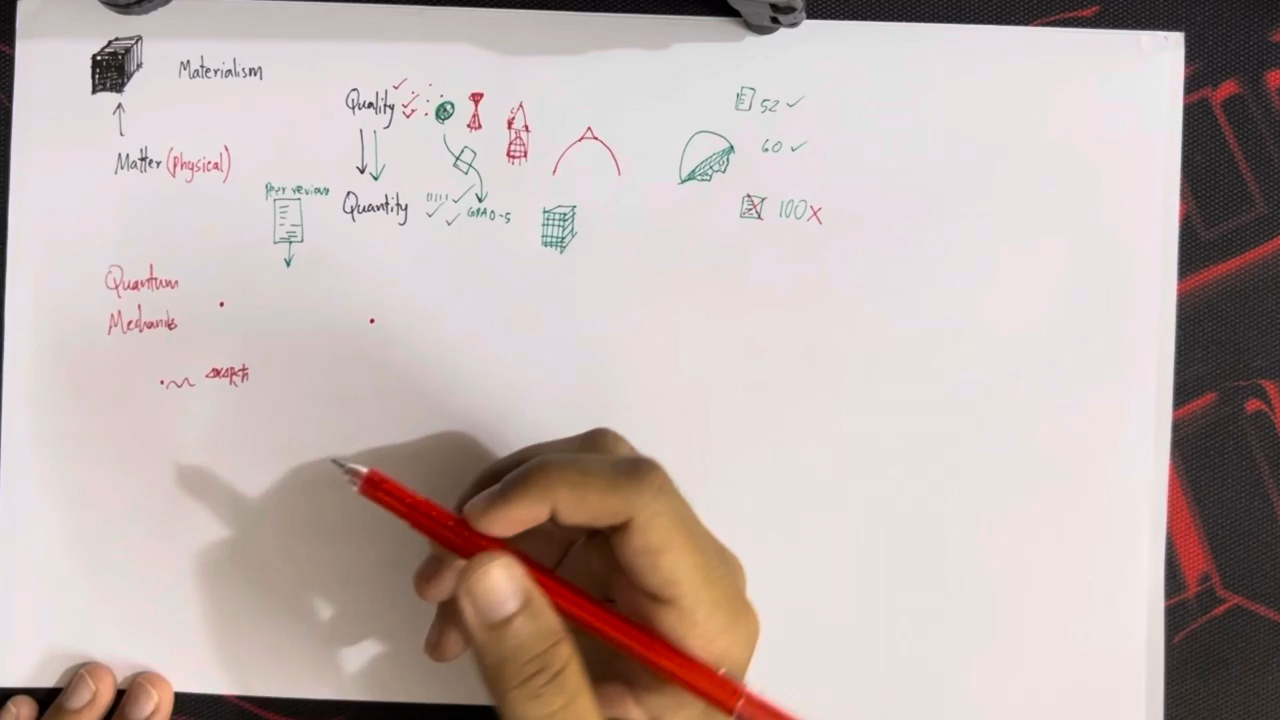 Materialism
Matter (physical)
Quality
Peer review
Quantity
GPA 0-5
52 ✓
60 ✓
100 x
Quantum
Mechanics